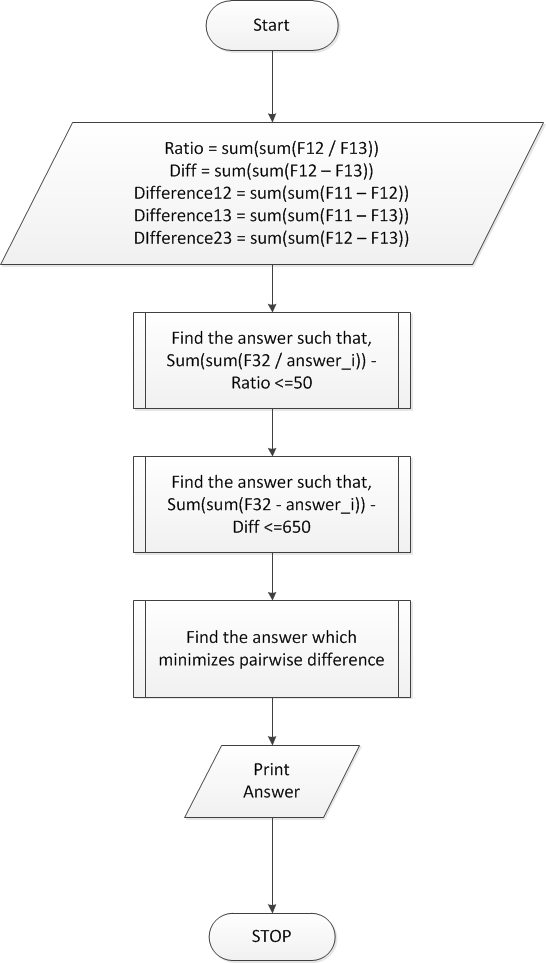 Start
Ratio = sum(sum(F12 / F13))
Diff = sum(sum(F12 – F13))
Difference12 = sum(sum(F11 – F12))
Difference13 = sum(sum(F11 – F13))
DIfference23 = sum(sum(F12 – F13))
Find the answer such that,
Sum(sum(F32 / answer_i)) -
Ratio <=50
Find the answer such that,
Sum(sum(F32 - answer_i)) -
Diff <=650
Find the answer which
minimizes pairwise difference
Print
Answer
STOP